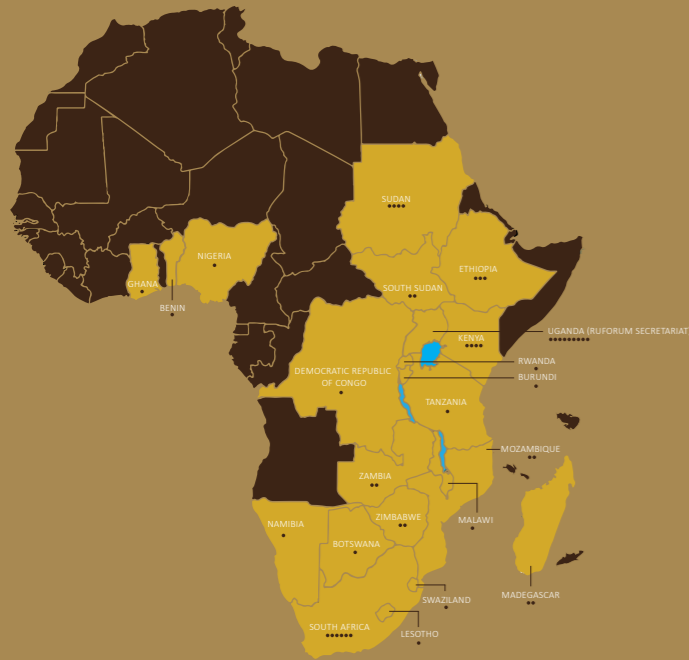 SUDAN
NIGERIA
ETHIOPIA
GHANA
SOUTH SUDAN
BENIN
UGANDA (RUFORUM SECRETARIAT
KENYA
RWANDA
DEMOCRATIC REPUBLIC
OF CONGO
BURUNDI
TANZANIA
MOZAMBIQUE
ZAMBIA
ZIMBABWE
MALAWI
NAMIBIA
BOTSWANA
MADEGASCAR
SWAZILAND
SOUTH AFRICA
LESOTHO